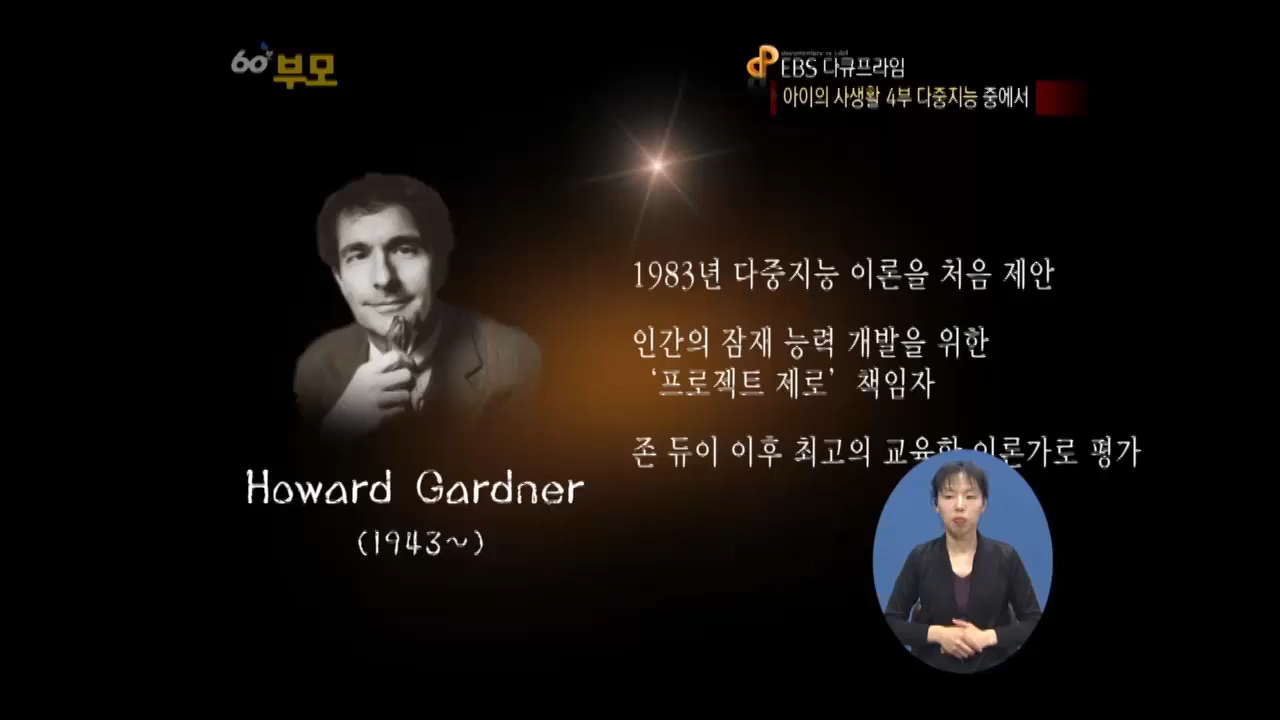 60 부모
EBS 다큐프라임
아이의 사생활 4부 다중지능 중에서
1983년 다중지능 이론을 처음 제안
인간의 잠재 능력 개발을 위한
‘프로젝트 제로’ 책임자
존 듀이 이후 최고의 교육학 이론가로 평가
Howard Gardner
(1943~)